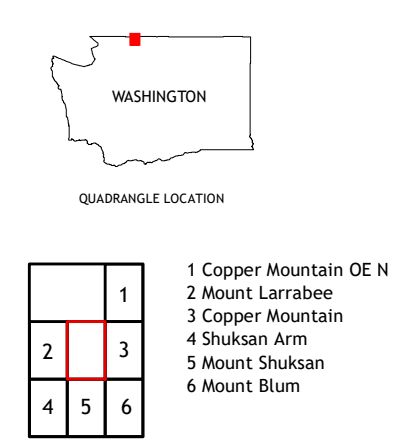 WASHINGTON
QUADRANGLE LOCATION
1
2
3
4 5 6
1 Copper Mountain OE N
2 Mount Larrabee
3 Copper Mountain
4 Shuksan Arm
5 Mount Shuksan
6 Mount Blum